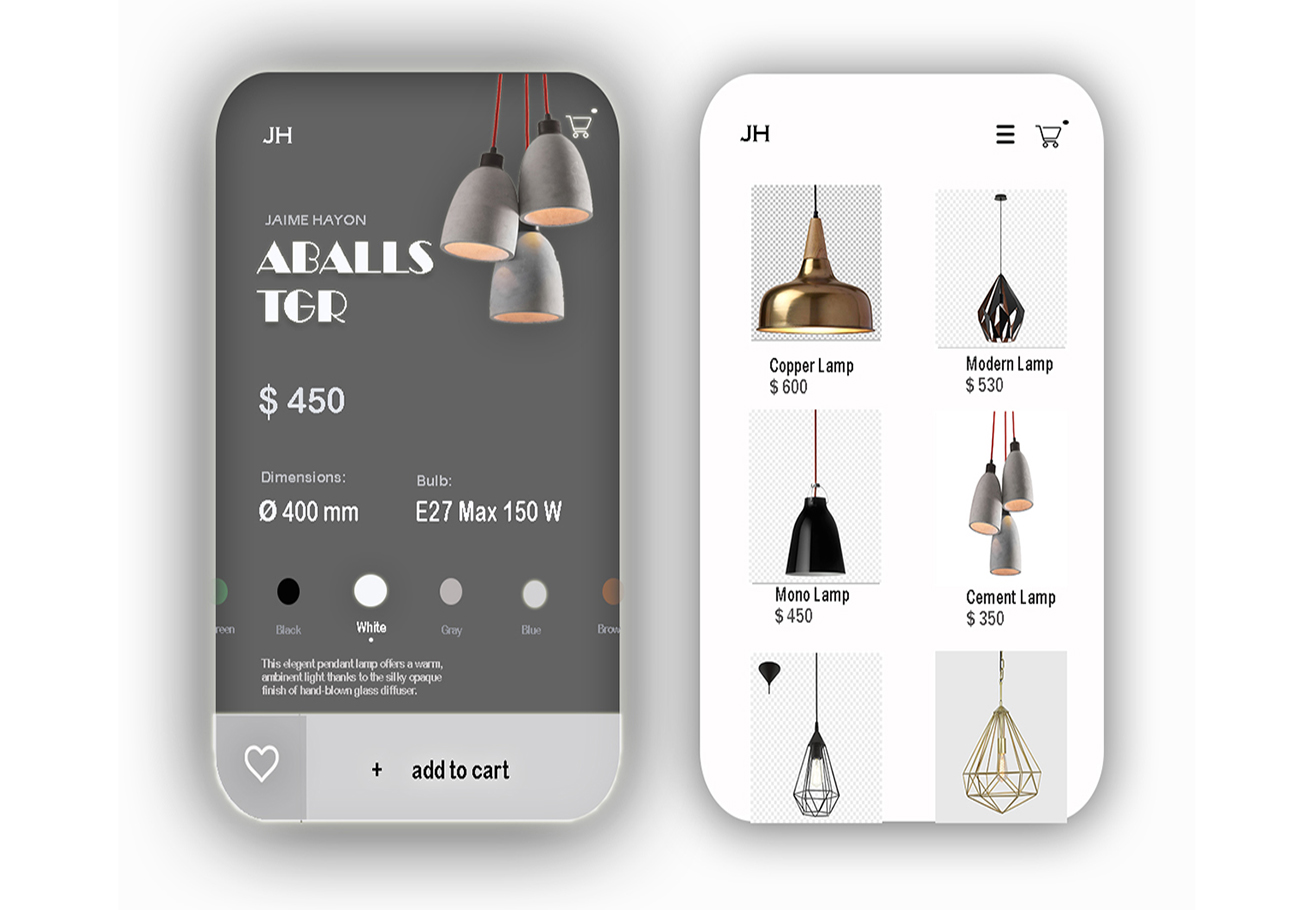 JH
JAIME HAYON
ABALLS
TGR
$ 450
Dimensions:
Bulb:
Ø 400 mm
E27 Max 150 W
reen
Black
White
Gray
Blue
Brow
This elegent pendant lamp offers a warm,
ambinent light thanks to the silky opaque
finish of hand-blown glass diffuser.
+ add to cart
JH
Copper Lamp
$ 600
Modern Lamp
$ 530
Mono Lamp
$ 450
Cement Lamp
$ 350